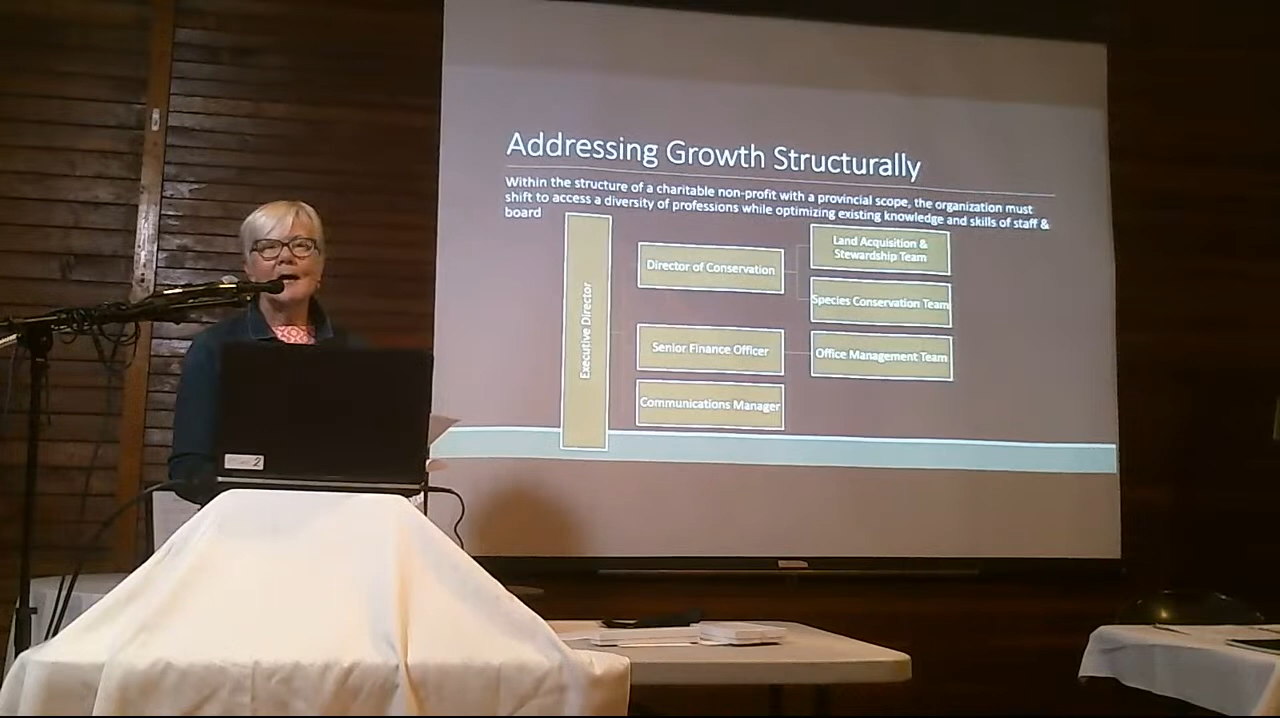 Addressing Growth Structurally
Within the structure of a charitable non-profit with a provincial scope, the organization must
shift to access a diversity of professions while optimizing existing knowledge and skills of staff &
board
Executive Director
Director of Conservation
Land Acquisition &
Stewardship Team
Species Conservation Team
Senior Finance Officer
Office Management Team
Communications Manager
2